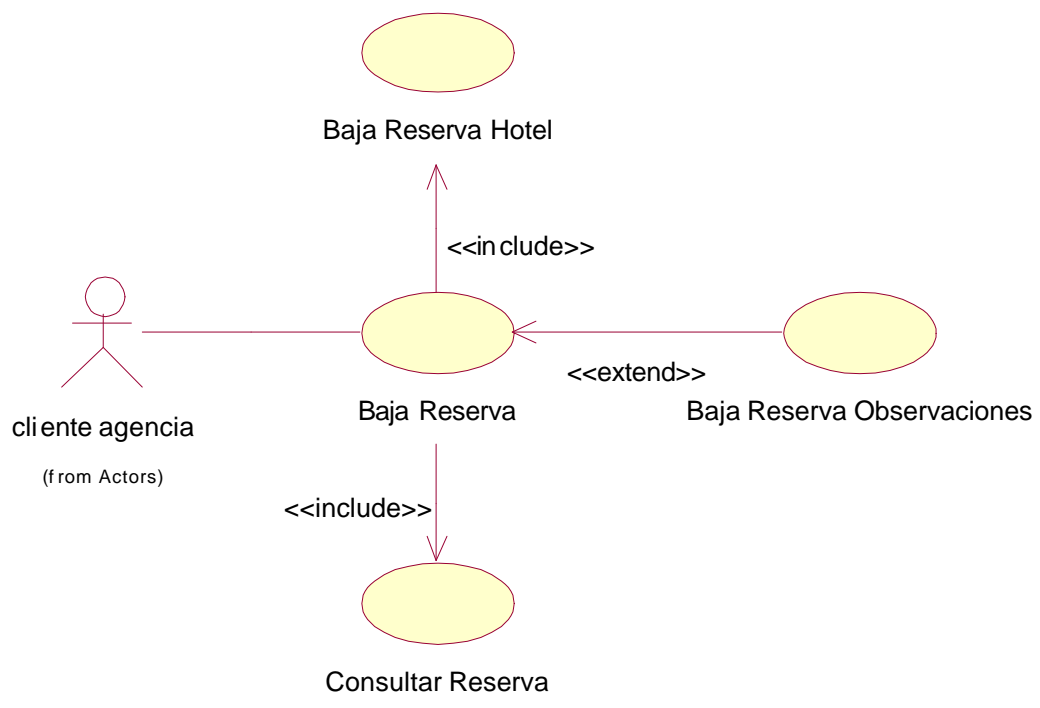 Baja Reserva Hotel
<<include>>
<<extend>>
Baja Reserva
Baja Reserva Observaciones
cliente agencia
(from Actors)
<<include>>
Consultar Reserva